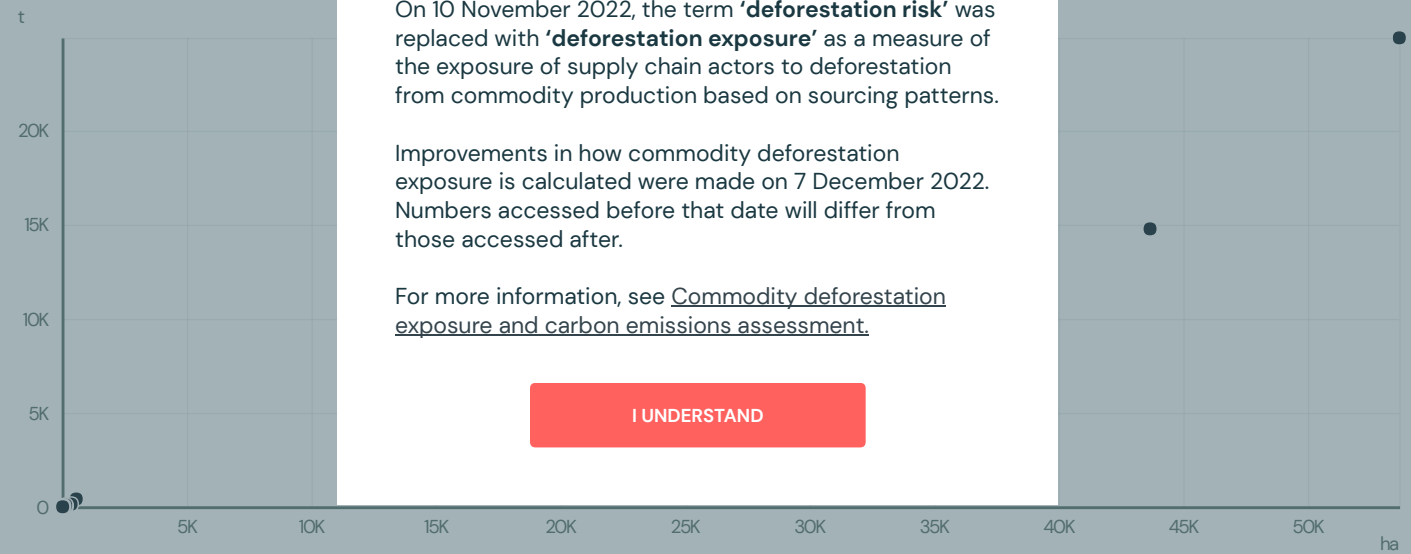 t
On 10 November 2022, the term ‘deforestation risk’ was
replaced with ‘deforestation exposure’ as a measure of
the exposure of supply chain actors to deforestation
from commodity production based on sourcing patterns.
Improvements in how commodity deforestation
exposure is calculated were made on 7 December 2022.
Numbers accessed before that date will differ from
those accessed after.
For more information, see Commodity deforestation
exposure and carbon emissions assessment.
I UNDERSTAND
20K
15K
10K
5K
0
5K 10K 15K 20K 25K 30K 35K 40K 45K 50K
ha